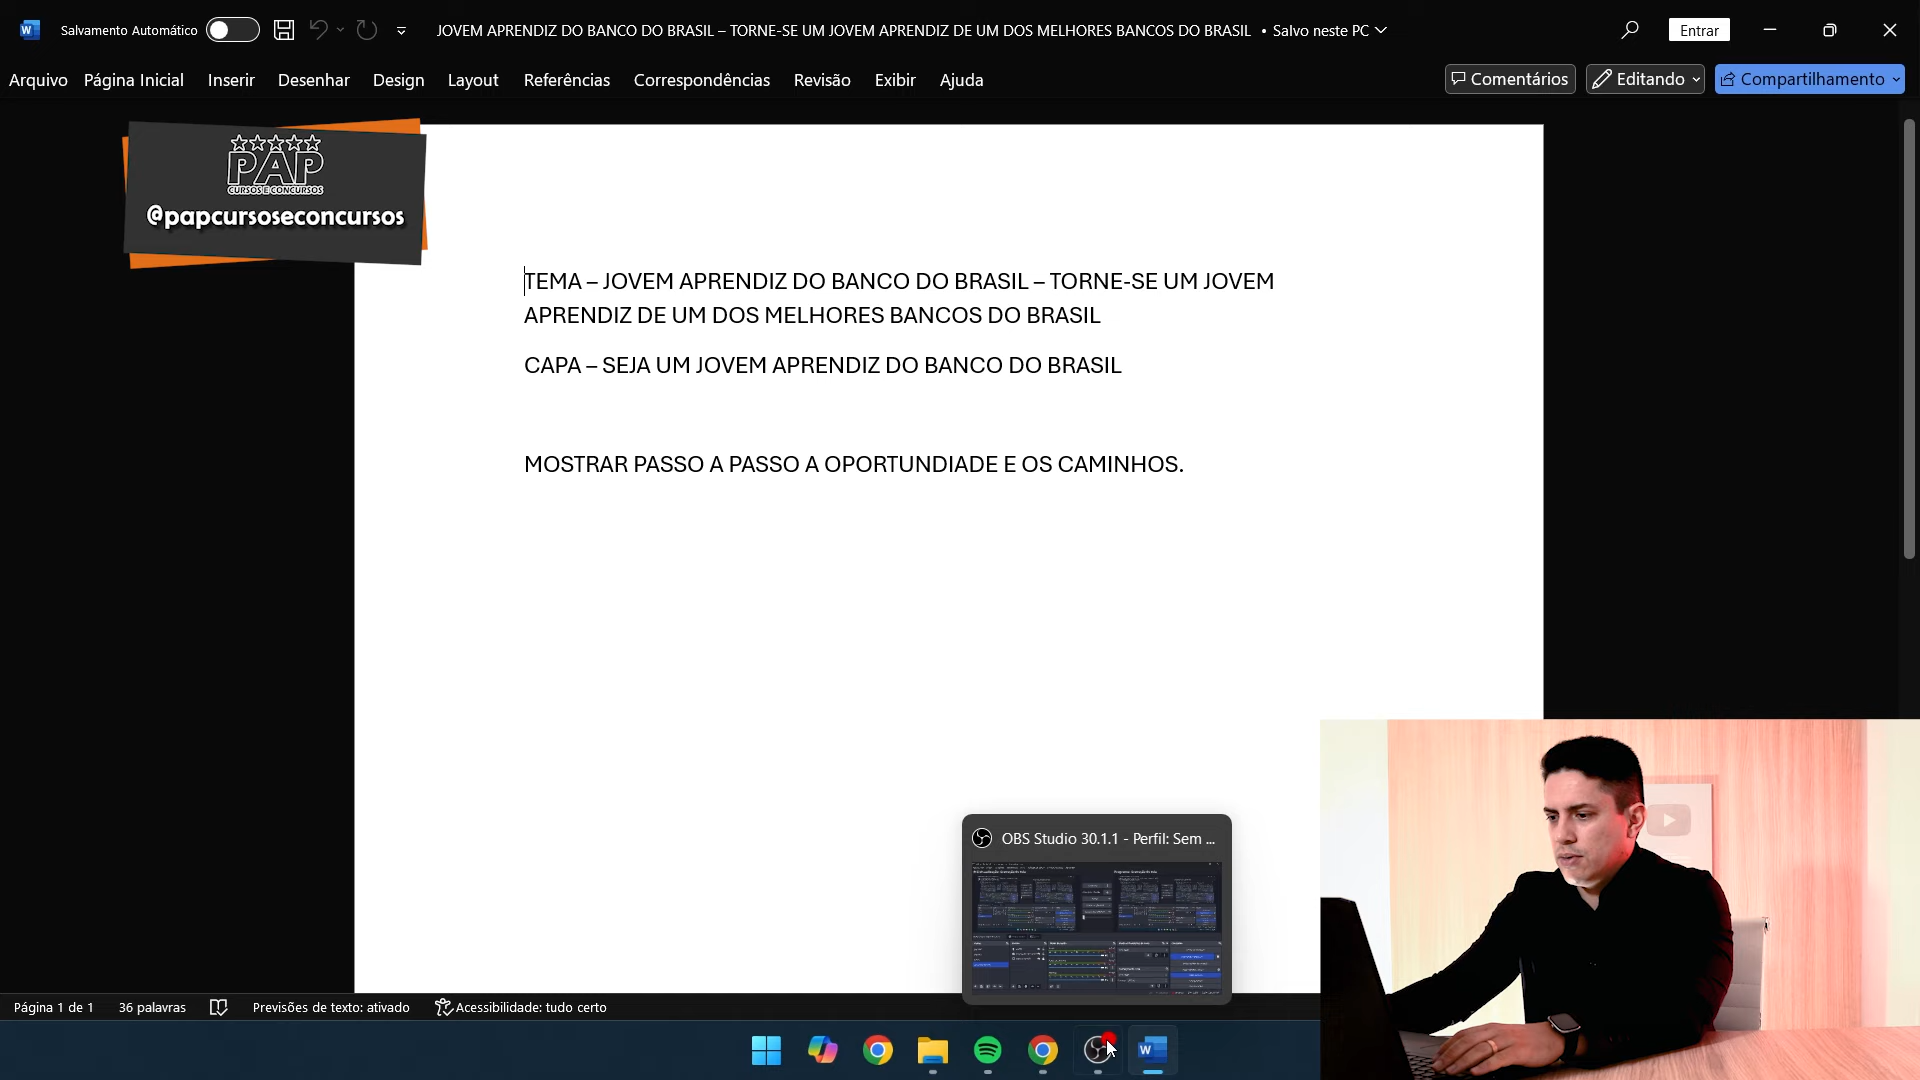 Salvamento Automático
JOVEM APRENDIZ DO BANCO DO BRASIL – TORNE-SE UM JOVEM APRENDIZ DE UM DOS MELHORES BANCOS DO BRASIL • Salvo neste PC
Entrar
Arquivo Página Inicial Inserir Desenhar Design Layout Referências Correspondências Revisão Exibir Ajuda
Comentários Editando Compartilhamento
PAP
CURSOS E CONCURSOS
@papcursoseconcursos
TEMA – JOVEM APRENDIZ DO BANCO DO BRASIL – TORNE-SE UM JOVEM
APRENDIZ DE UM DOS MELHORES BANCOS DO BRASIL
CAPA – SEJA UM JOVEM APRENDIZ DO BANCO DO BRASIL
MOSTRAR PASSO A PASSO A OPORTUNDIADE E OS CAMINHOS.
OBS Studio 30.1.1 - Perfil: Sem ...
Página 1 de 1 36 palavras Previsões de texto: ativado Acessibilidade: tudo certo